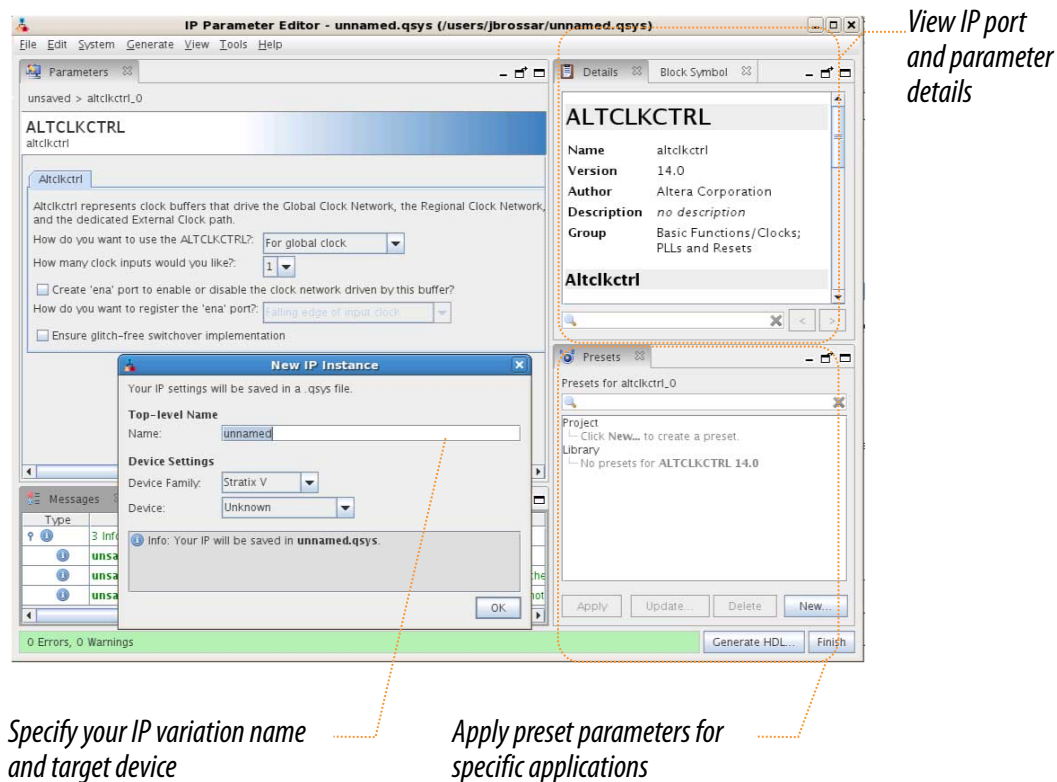 IP Parameter Editor - unnamed.qsys (/users/jbrossar/unnamed.qsys)
File Edit System Generate View Tools Help
Parameters
unsaved > altclkctrl_0
ALTCLKCTRL
altclkctrl
Altclkctrl
Altclkctrl represents clock buffers that drive the Global Clock Network, the Regional Clock Network,
and the dedicated External Clock path.
How do you want to use the ALTCLKCTRL?: For global clock
How many clock inputs would you like?: 1
Create 'ena' port to enable or disable the clock network driven by this buffer?
How do you want to register the 'ena' port?: Falling edge of input clock
Ensure glitch-free switchover implementation
New IP Instance
Your IP settings will be saved in a .qsys file.
Top-level Name
Name: unnamed
Device Settings
Device Family: Stratix V
Device: Unknown
Info: Your IP will be saved in unnamed.qsys.
OK
Messages
Type
3 Info
unsa
unsa he
unsa not
0 Errors, 0 Warnings
Details Block Symbol
ALTCLKCTRL
Name altclkctrl
Version 14.0
Author Altera Corporation
Description no description
Group Basic Functions/Clocks;
PLLs and Resets
Altclkctrl
< >
Presets
Presets for altclkctrl_0
Project
Click New... to create a preset.
Library
No presets for ALTCLKCTRL 14.0
Apply Update... Delete New...
Generate HDL... Finish
View IP port
and parameter
details
Specify your IP variation name
and target device
Apply preset parameters for
specific applications